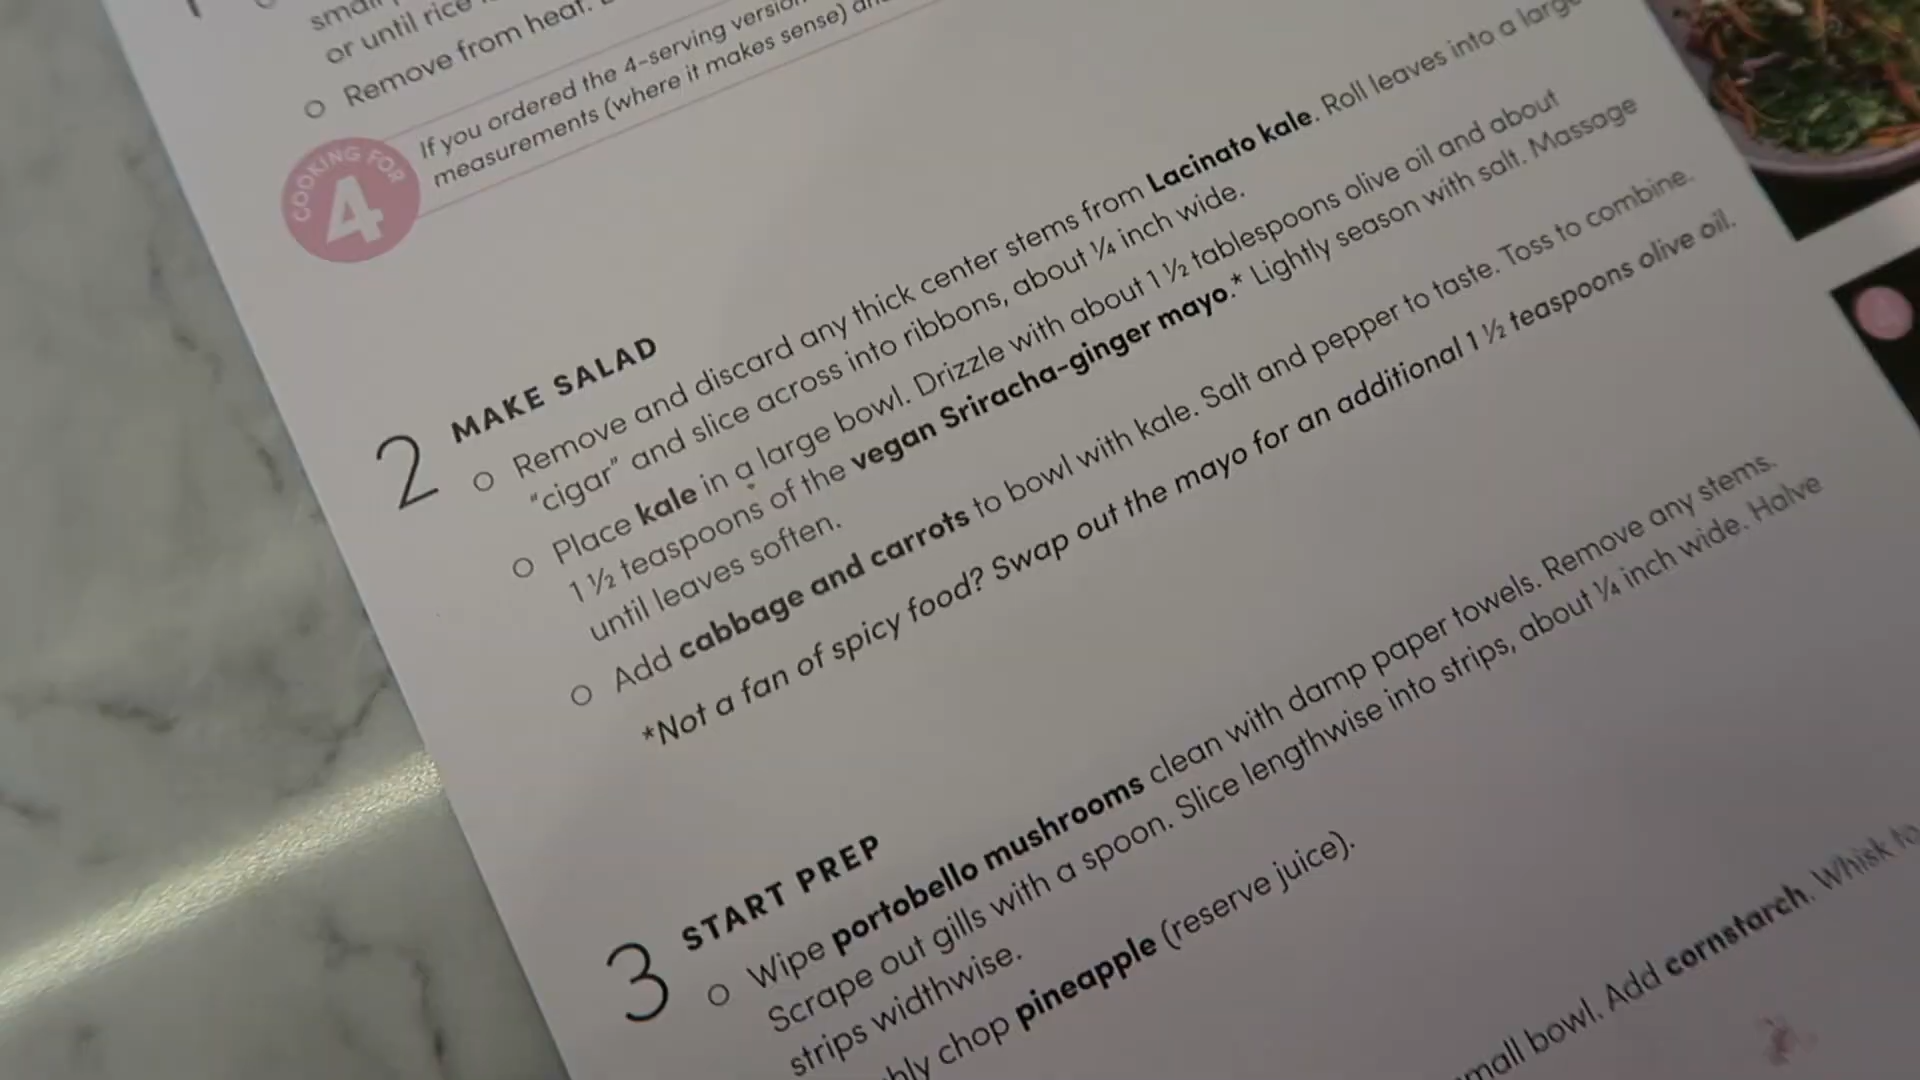 or until rice
Remove from heat.
If you ordered the 4-serving version
measurements (where it makes sense)
COOKING FOR
4
2 MAKE SALAD
Remove and discard any thick center stems from Lacinato kale. Roll leaves into a large
"cigar" and slice across into ribbons, about ¼ inch wide.
Place kale in a large bowl. Drizzle with about 1 ½ tablespoons olive oil and about
1 ½ teaspoons of the vegan Sriracha-ginger mayo.* Lightly season with salt. Massage
until leaves soften.
Add cabbage and carrots to bowl with kale. Salt and pepper to taste. Toss to combine.
*Not a fan of spicy food? Swap out the mayo for an additional 1 ½ teaspoons olive oil.
3 START PREP
Wipe portobello mushrooms clean with damp paper towels. Remove any stems.
Scrape out gills with a spoon. Slice lengthwise into strips, about ¼ inch wide. Halve
strips widthwise.
chop pineapple (reserve juice).
bowl. Add cornstarch. Whisk to